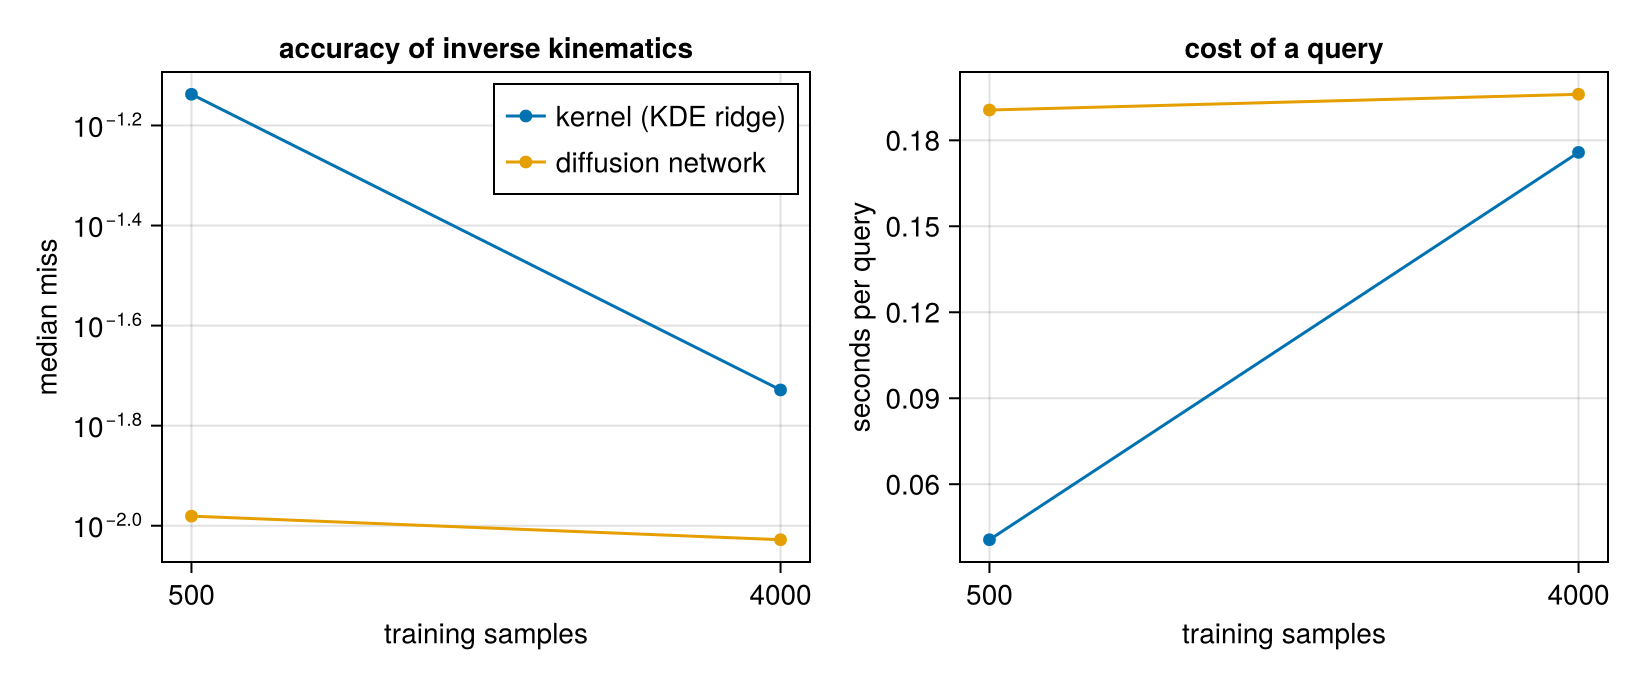 accuracy of inverse kinematics
median miss
10^−1.2
10^−1.4
10^−1.6
10^−1.8
10^−2.0
kernel (KDE ridge)
diffusion network
500
4000
training samples
cost of a query
seconds per query
0.18
0.15
0.12
0.09
0.06
500
4000
training samples